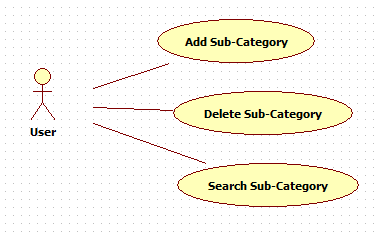 Add Sub-Category
User
Delete Sub-Category
Search Sub-Category